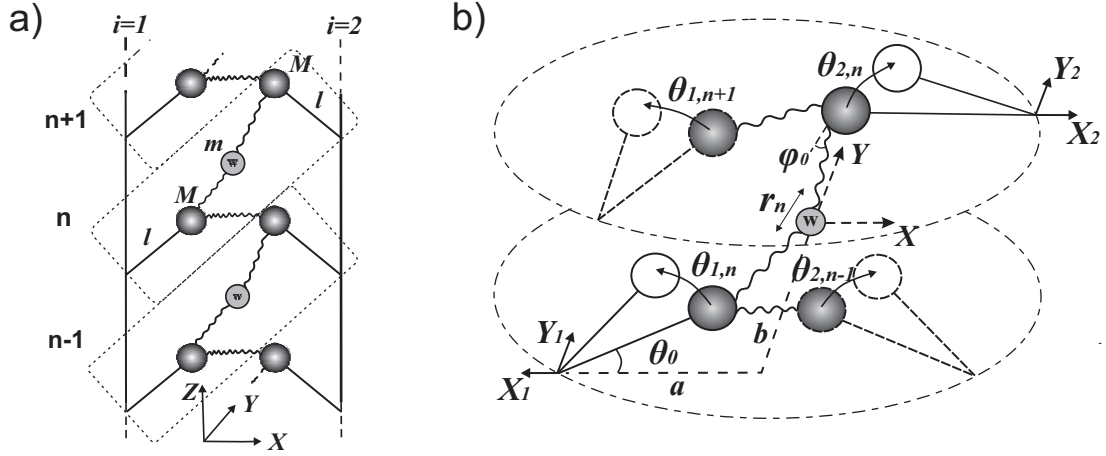 a)
i=1
i=2
M
l
n+1
m
w
M
n
l
w
n-1
Z
Y
X
b)
θ2,n
Y2
θ1,n+1
X2
φ0
Y
rn
w
X
θ1,n
θ2,n-1
Y1
b
θ0
X1
a